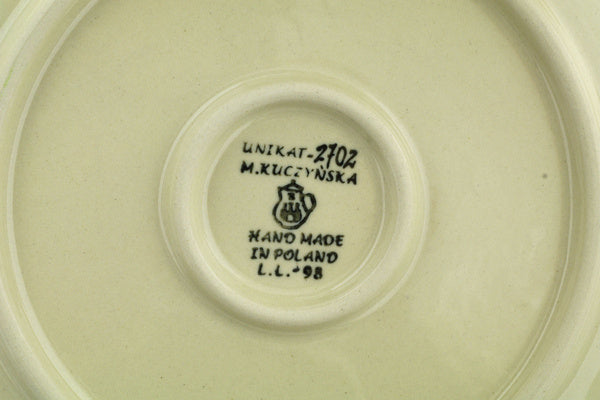 UNIKAT-2702
M.KUCZYŃSKA
HAND MADE
IN POLAND
L.L.-98